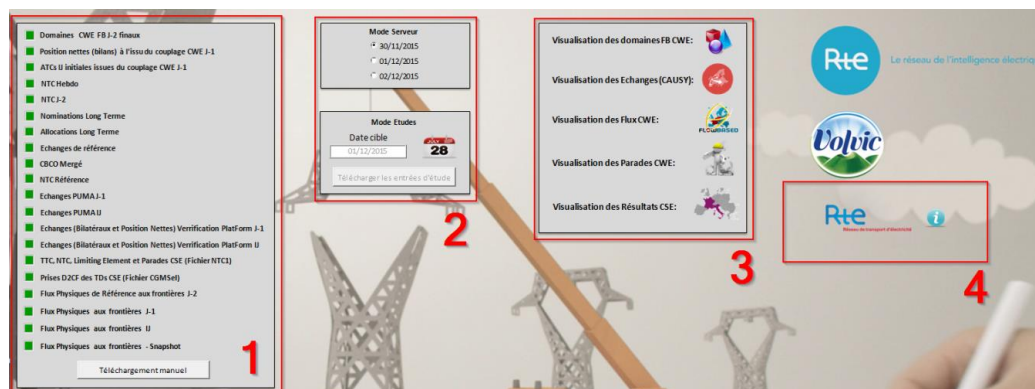 Domaines CWE FB J-2 finaux
Position nettes (bilans) à l'issu du couplage CWE J-1
ATCs IJ initiales issues du couplage CWE J-1
NTC Hebdo
NTC J-2
Nominations Long Terme
Allocations Long Terme
Echanges de référence
CBCO Mergé
NTC Référence
Echanges PUMA J-1
Echanges PUMA IJ
Echanges (Bilatéraux et Position Nettes) Verrification PlatForm J-1
Echanges (Bilatéraux et Position Nettes) Verrification PlatForm IJ
TTC, NTC, Limiting Element et Parades CSE (Fichier NTC1)
Prises D2CF des TDs CSE (Fichier CGMSel)
Flux Physiques de Référence aux frontières J-2
Flux Physiques aux frontières J-1
Flux Physiques aux frontières IJ
Flux Physiques aux frontières - Snapshot
Téléchargement manuel
1
Mode Serveur
30/11/2015
01/12/2015
02/12/2015
Mode Etudes
Date cible
01/12/2015
28
Télécharger les entrées d'étude
2
Visualisation des domaines FB CWE:
Visualisation des Echanges (CAUSY):
Visualisation des Flux CWE:
FLOWBASED
Visualisation des Parades CWE:
Visualisation des Résultats CSE:
3
Rte
Le réseau de l'intelligence électriq
Volvic
Rte
Réseau de transport d'électricité
i
4